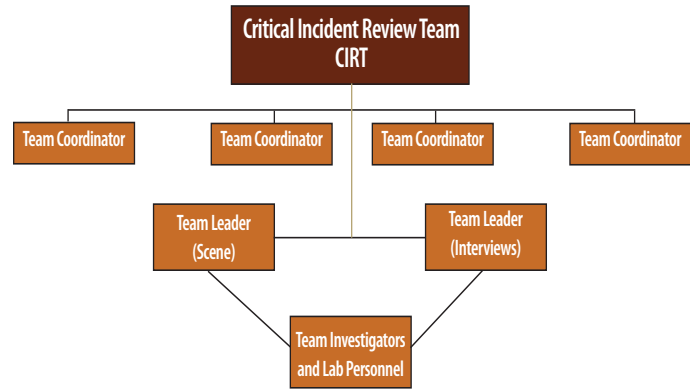 Critical Incident Review Team
CIRT
Team Coordinator
Team Coordinator
Team Coordinator
Team Coordinator
Team Leader
(Scene)
Team Leader
(Interviews)
Team Investigators
and Lab Personnel